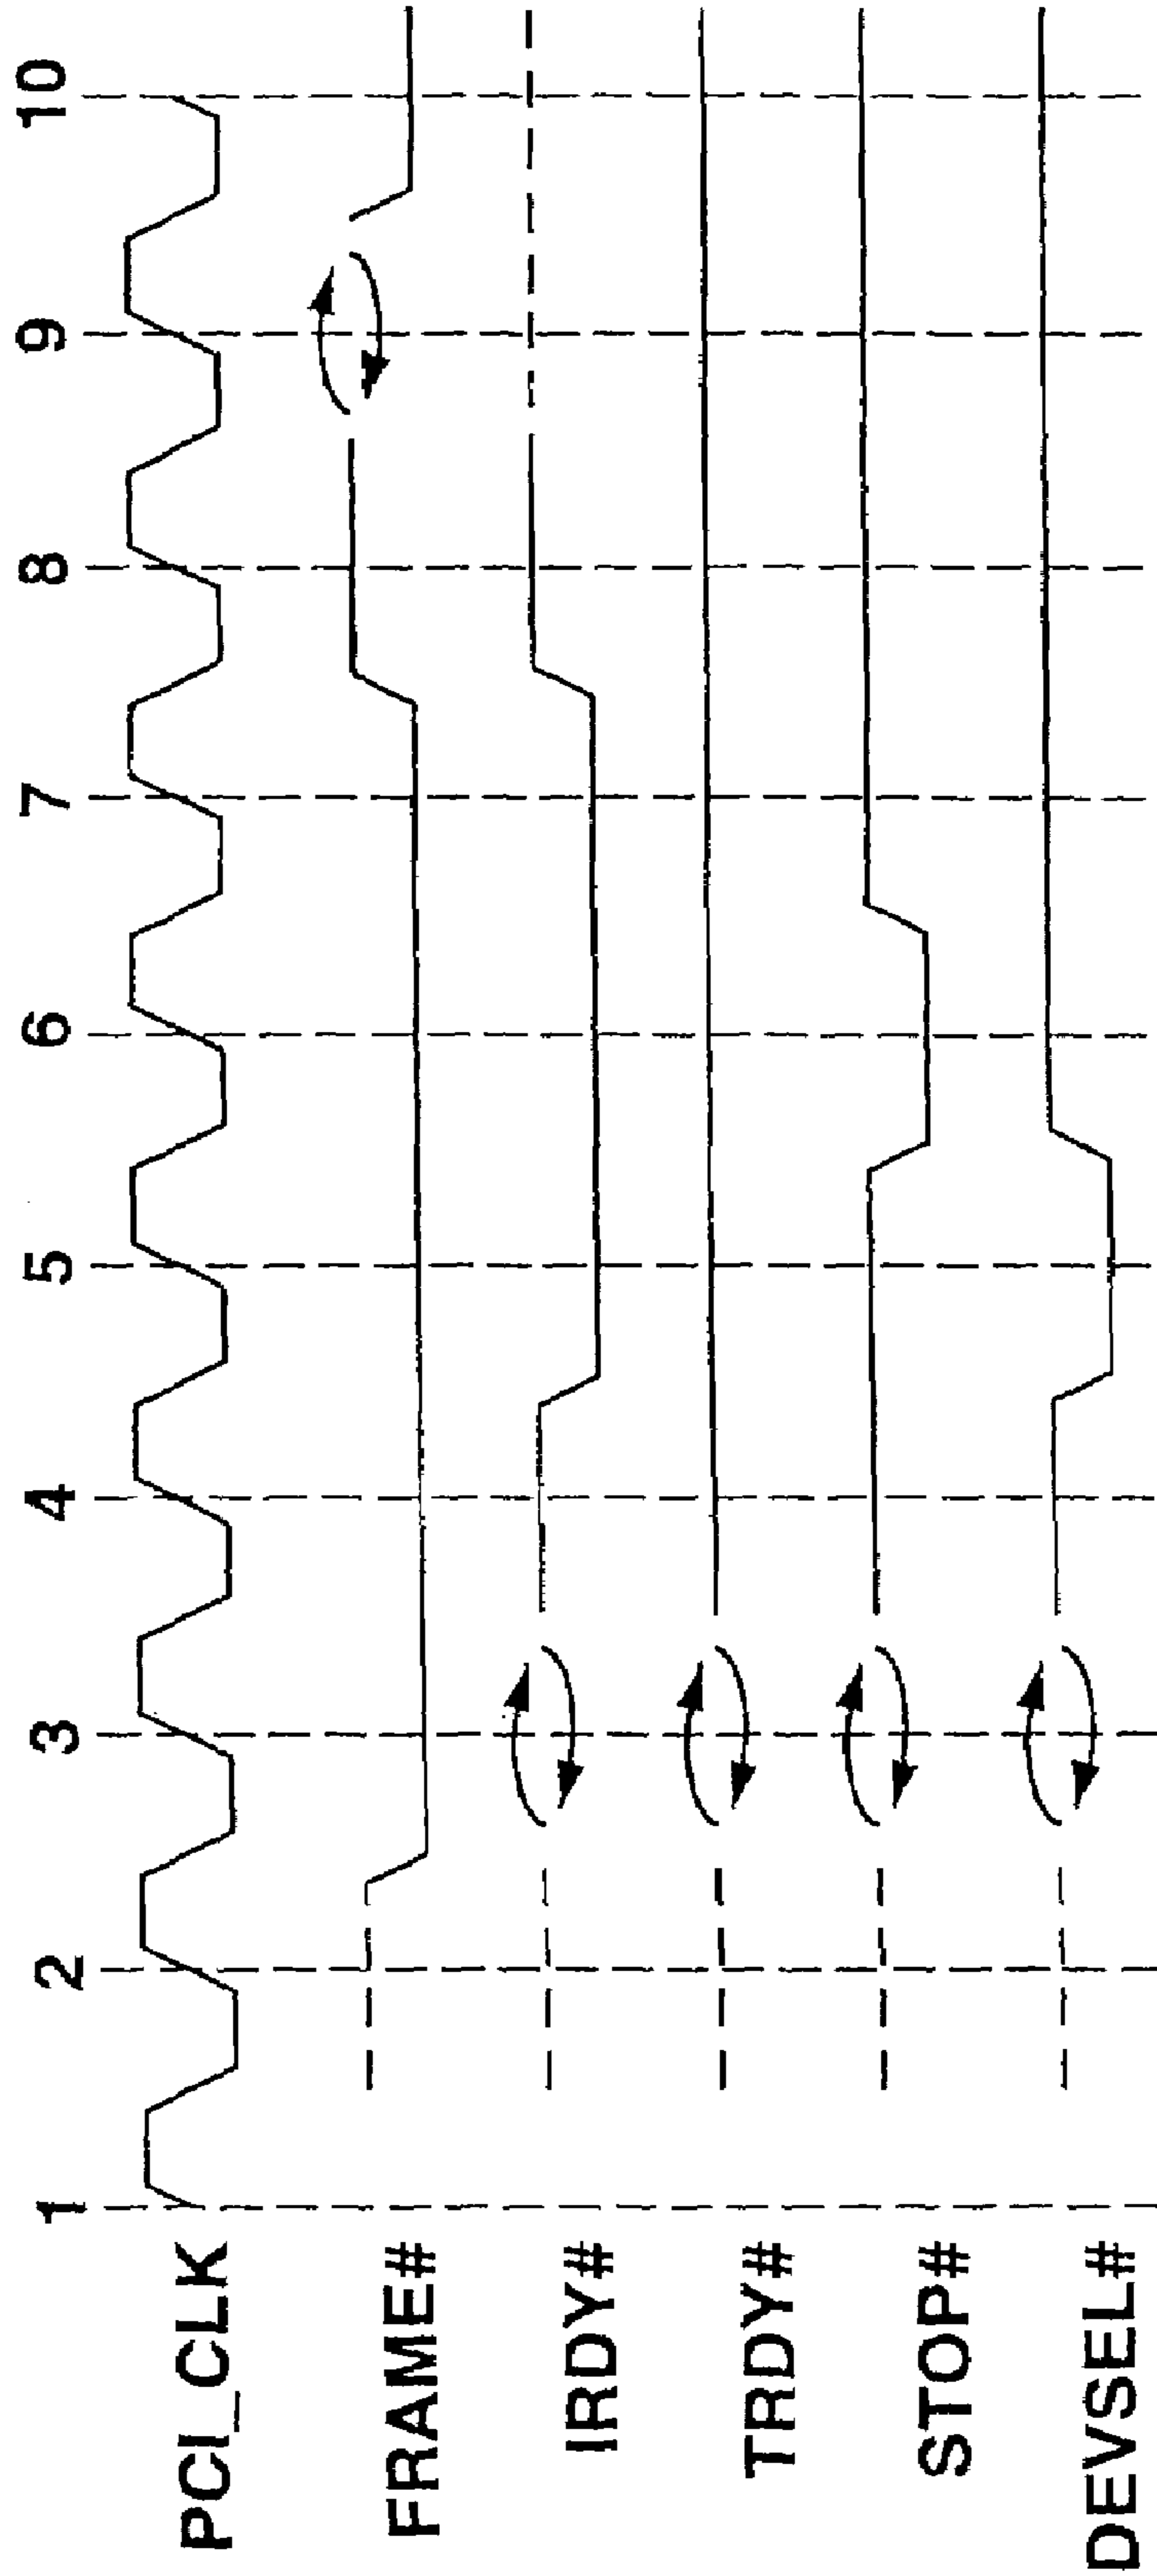 1 2 3 4 5 6 7 8 9 10
PCI_CLK
FRAME#
IRDY#
TRDY#
STOP#
DEVSEL#